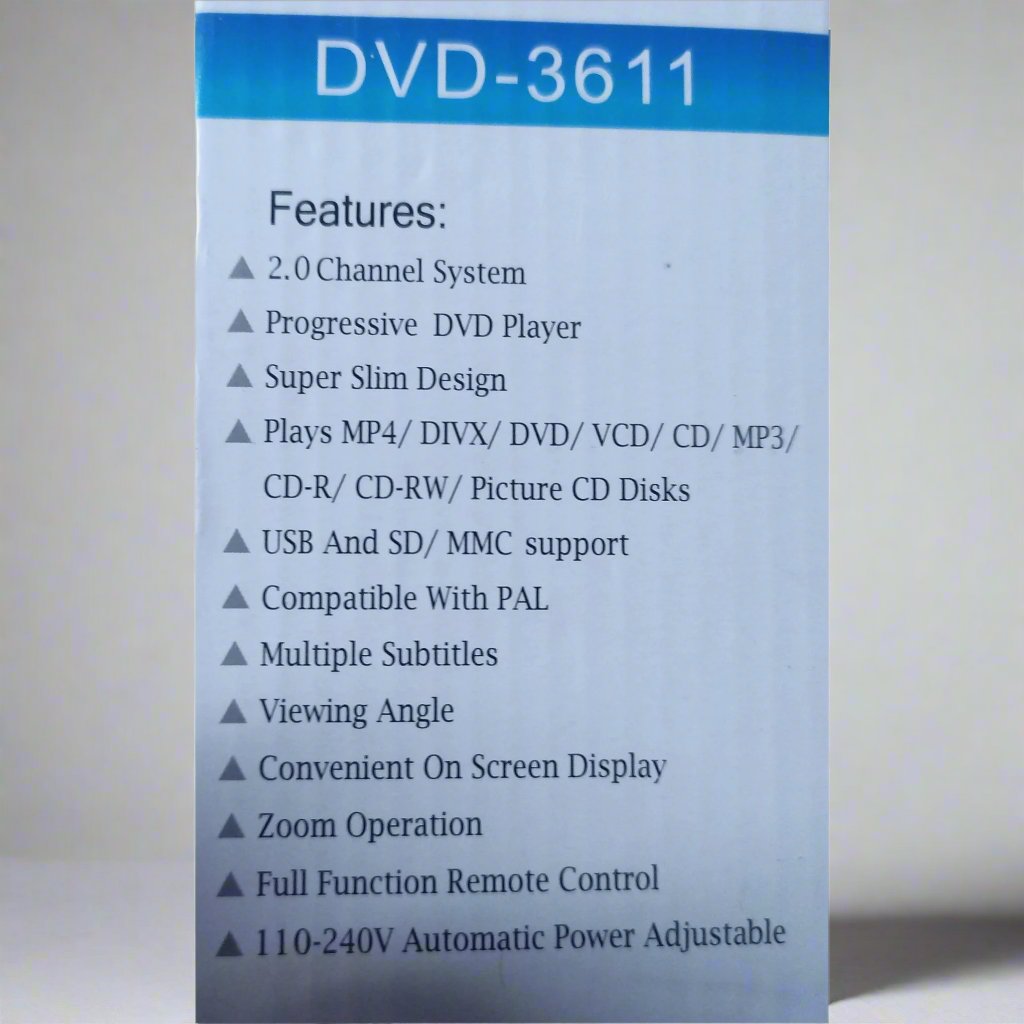 DVD-3611
Features:
▲ 2.0 Channel System
▲ Progressive DVD Player
▲ Super Slim Design
▲ Plays MP4/ DIVX/ DVD/ VCD/ CD/ MP3/
CD-R/ CD-RW/ Picture CD Disks
▲ USB And SD/ MMC support
▲ Compatible With PAL
▲ Multiple Subtitles
▲ Viewing Angle
▲ Convenient On Screen Display
▲ Zoom Operation
▲ Full Function Remote Control
▲ 110-240V Automatic Power Adjustable